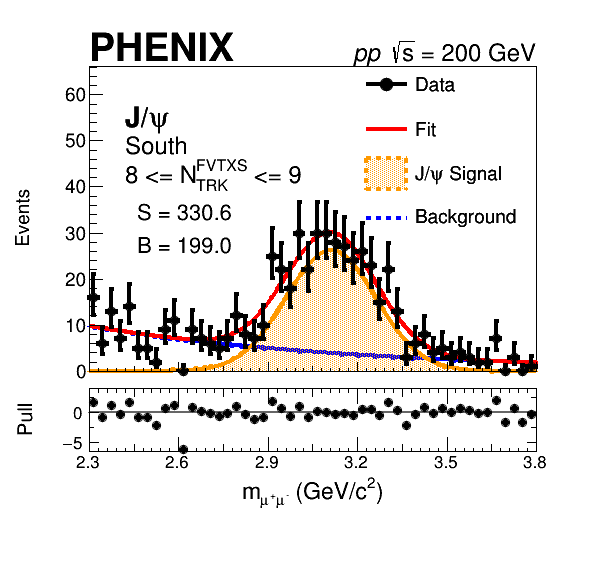 PHENIX
pp √s = 200 GeV
J/ψ
South
8 <= N_TRK^FVTXS <= 9
S = 330.6
B = 199.0
Data
Fit
J/ψ Signal
Background
Events
60
50
40
30
20
10
0
Pull
0
−5
2.3 2.6 2.9 3.2 3.5 3.8
m_μ⁺μ⁻ (GeV/c²)